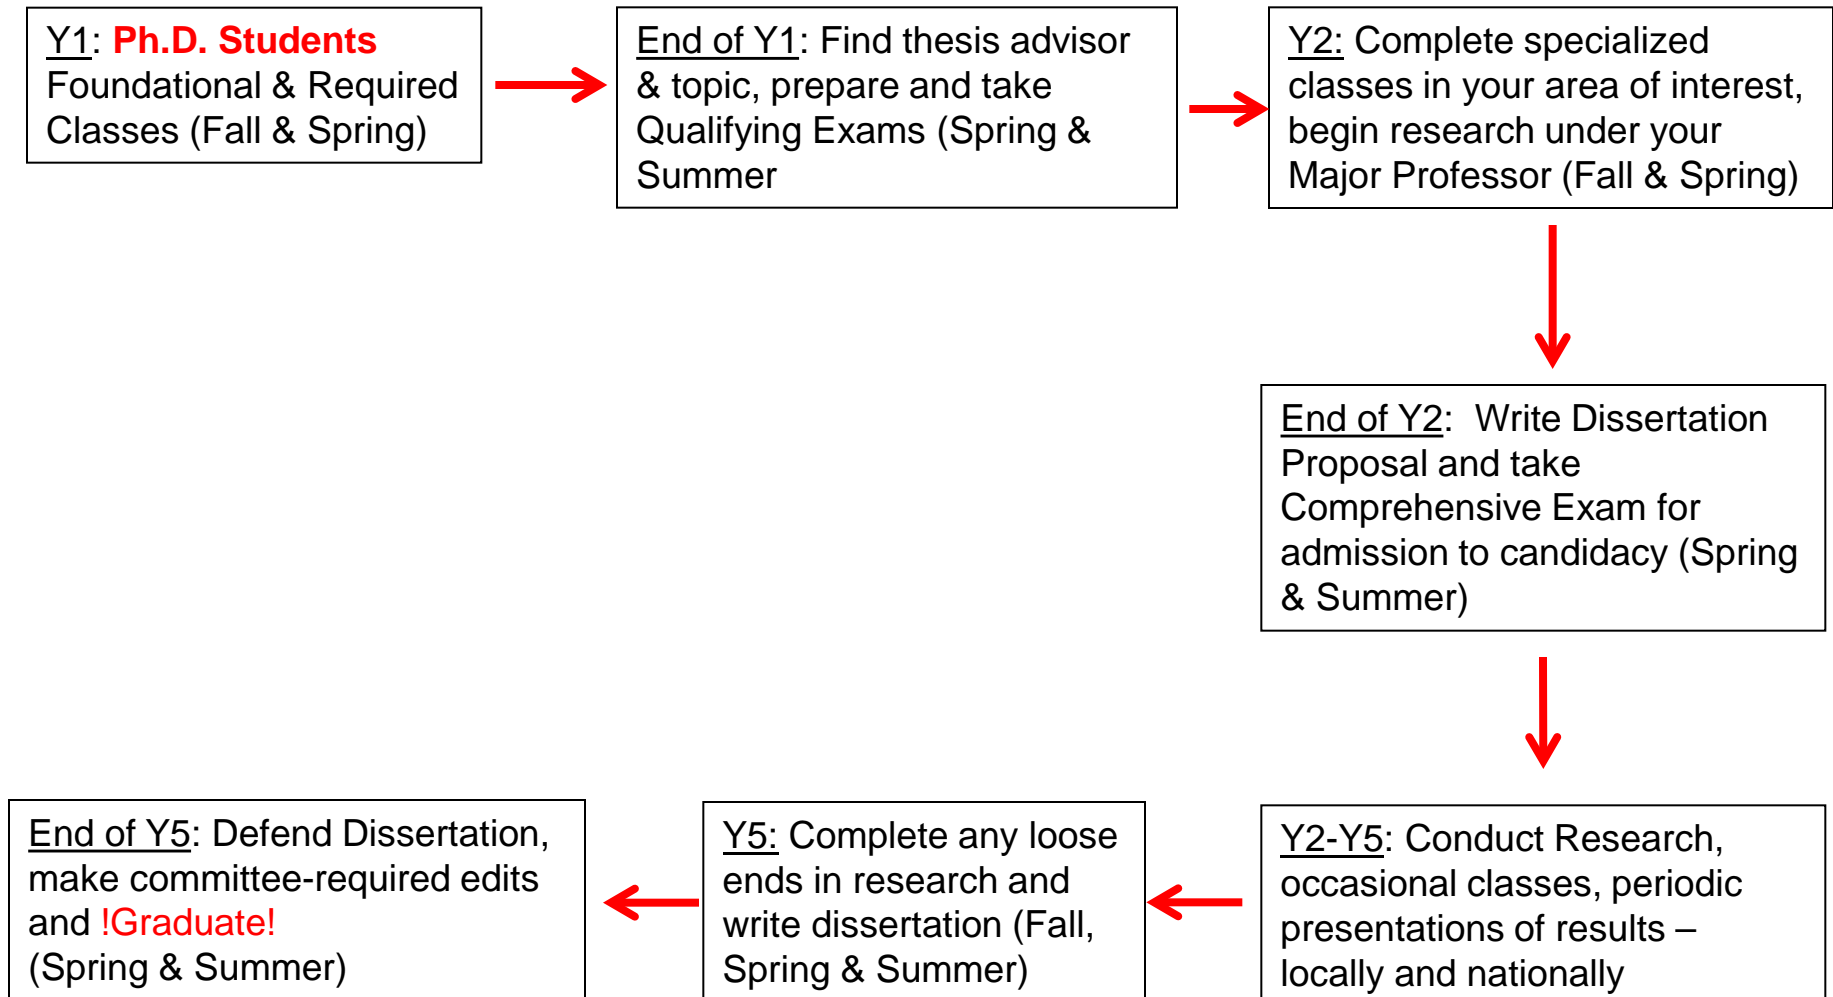 Y1: Ph.D. Students
Foundational & Required
Classes (Fall & Spring)
End of Y1: Find thesis advisor
& topic, prepare and take
Qualifying Exams (Spring &
Summer
Y2: Complete specialized
classes in your area of interest,
begin research under your
Major Professor (Fall & Spring)
End of Y2:  Write Dissertation
Proposal and take
Comprehensive Exam for
admission to candidacy (Spring
& Summer)
Y2-Y5: Conduct Research,
occasional classes, periodic
presentations of results –
locally and nationally
Y5: Complete any loose
ends in research and
write dissertation (Fall,
Spring & Summer)
End of Y5: Defend Dissertation,
make committee-required edits
and !Graduate!
(Spring & Summer)